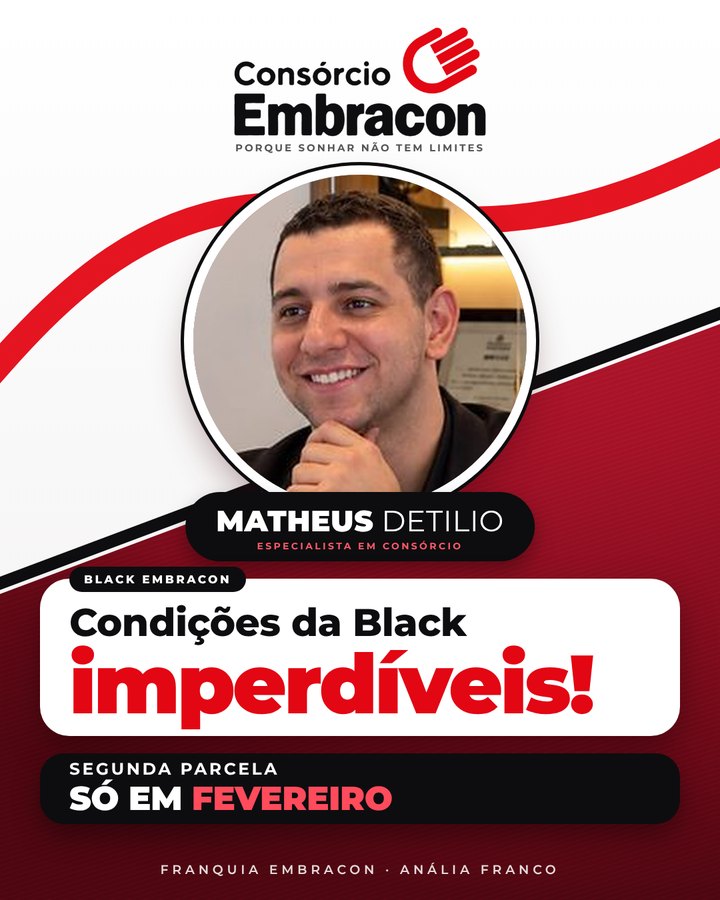 Consórcio
Embracon
PORQUE SONHAR NÃO TEM LIMITES
MATHEUS DETILIO
ESPECIALISTA EM CONSÓRCIO
BLACK EMBRACON
Condições da Black
imperdíveis!
SEGUNDA PARCELA
SÓ EM FEVEREIRO
FRANQUIA EMBRACON · ANÁLIA FRANCO